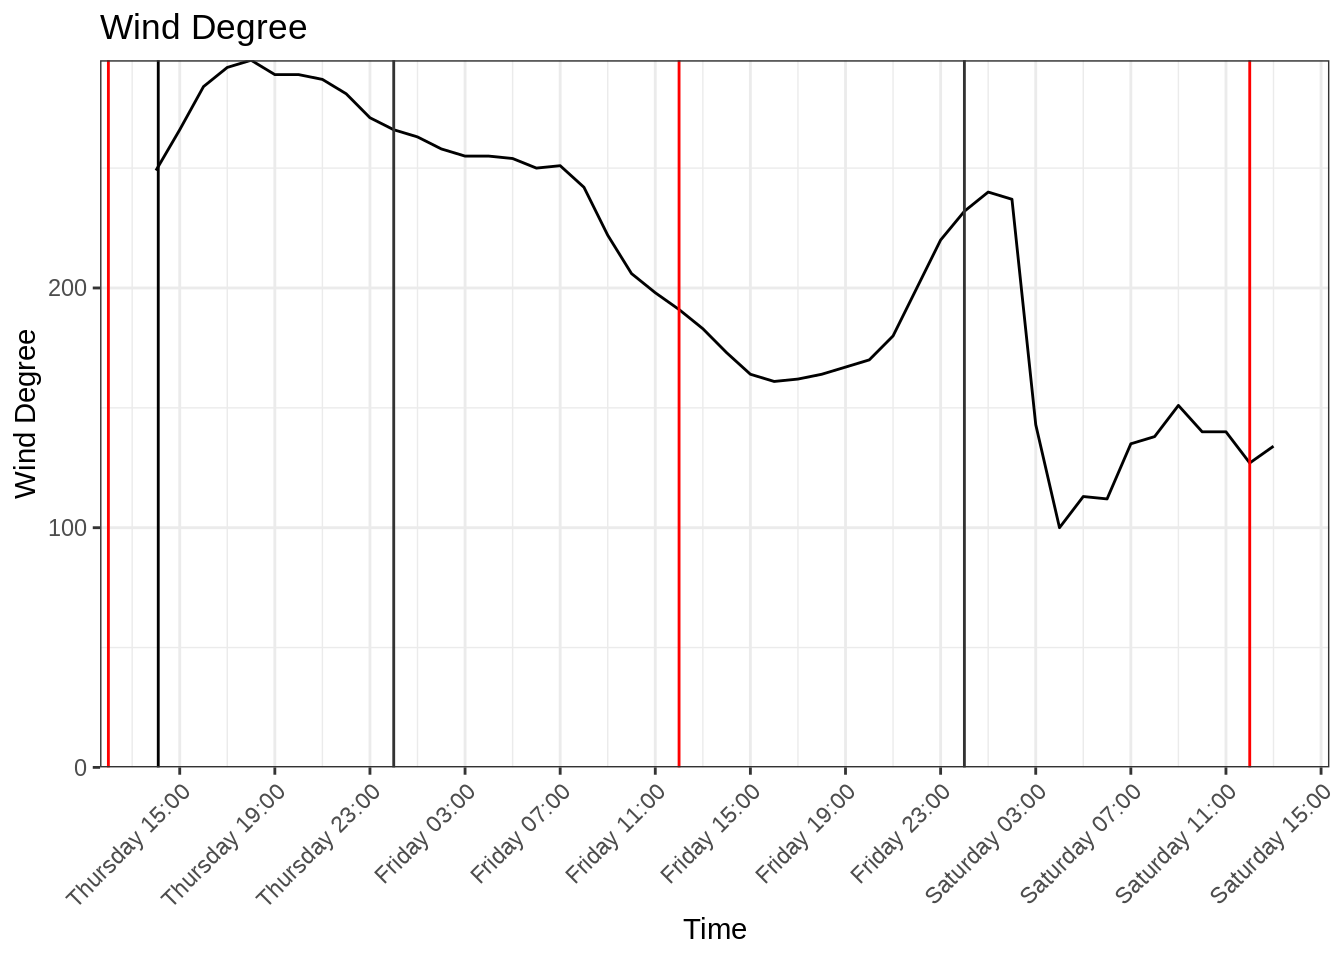 Wind Degree
Wind Degree
200
100
0
Thursday 15:00
Thursday 19:00
Thursday 23:00
Friday 03:00
Friday 07:00
Friday 11:00
Friday 15:00
Friday 19:00
Friday 23:00
Saturday 03:00
Saturday 07:00
Saturday 11:00
Saturday 15:00
Time